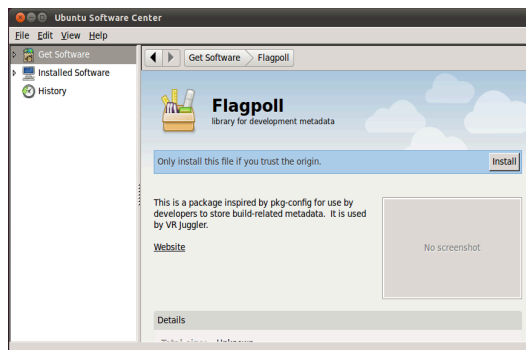 Ubuntu Software Center
File Edit View Help
Get Software
Installed Software
History
Get Software Flagpoll
Flagpoll
library for development metadata
Only install this file if you trust the origin. Install
This is a package inspired by pkg-config for use by
developers to store build-related metadata. It is used
by VR Juggler.
Website
No screenshot
Details